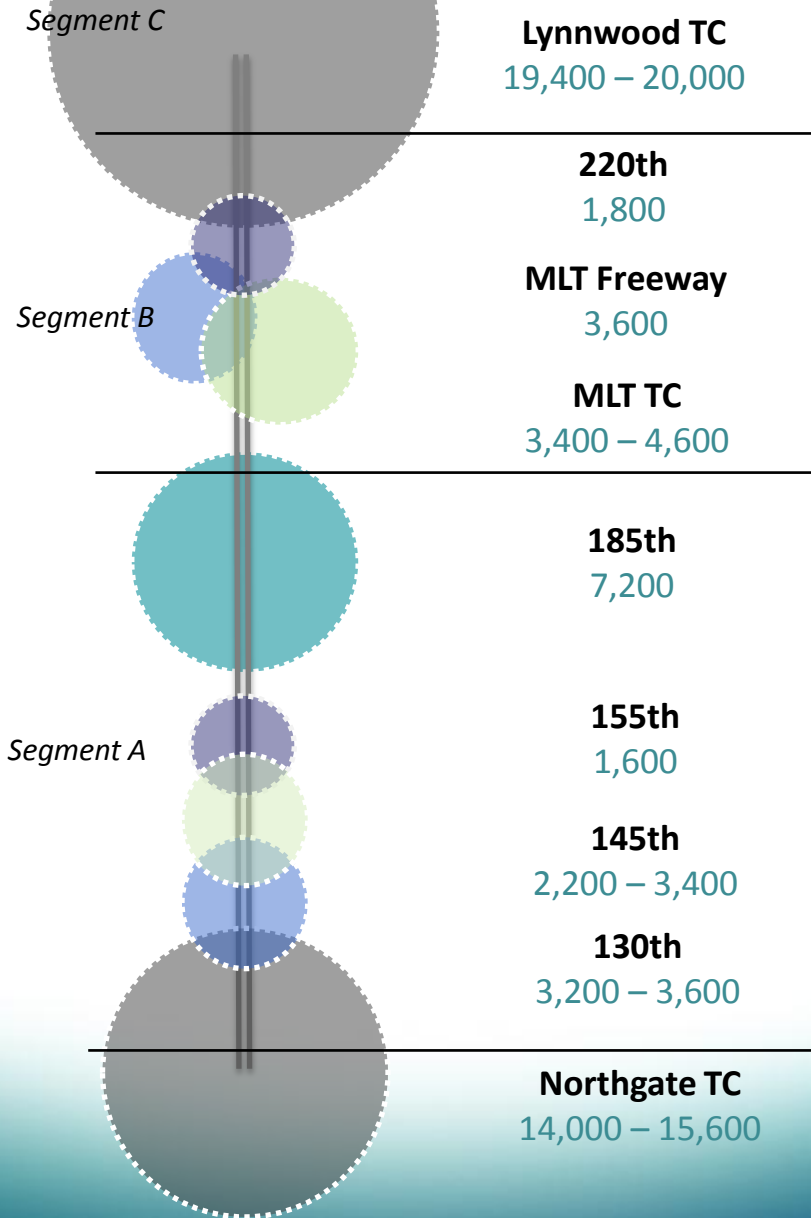 Segment C
Lynnwood TC
19,400 – 20,000
220th
1,800
Segment B
MLT Freeway
3,600
MLT TC
3,400 – 4,600
185th
7,200
Segment A
155th
1,600
145th
2,200 – 3,400
130th
3,200 – 3,600
Northgate TC
14,000 – 15,600